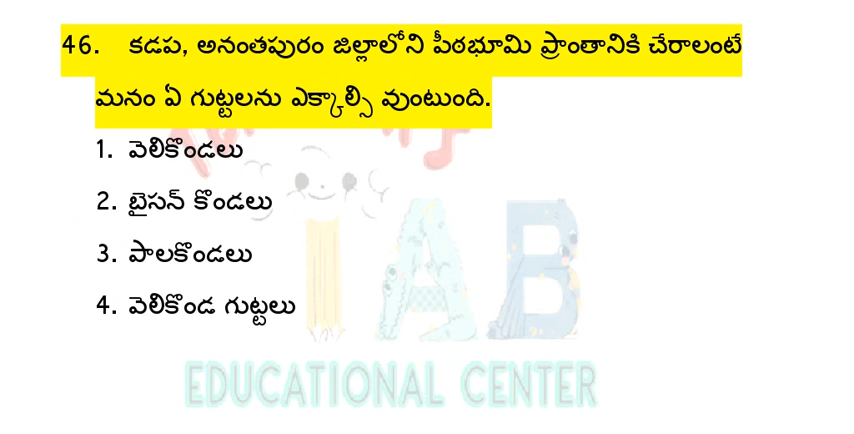 46. కడప, అనంతపురం జిల్లాలోని పీఠభూమి ప్రాంతానికి చేరాలంటే
మనం ఏ గుట్టలను ఎక్కాల్సి వుంటుంది.
1. వెలికొండలు
2. బైసన్ కొండలు
3. పాలకొండలు
4. వెలికొండ గుట్టలు
TAB
EDUCATIONAL CENTER